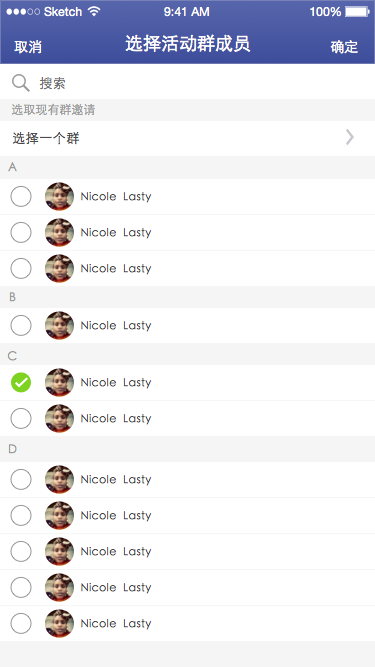 Sketch 9:41 AM 100%
取消 选择活动群成员 确定
搜索
选取现有群邀请
选择一个群
A
Nicole Lasty
Nicole Lasty
Nicole Lasty
B
Nicole Lasty
C
Nicole Lasty
Nicole Lasty
D
Nicole Lasty
Nicole Lasty
Nicole Lasty
Nicole Lasty
Nicole Lasty